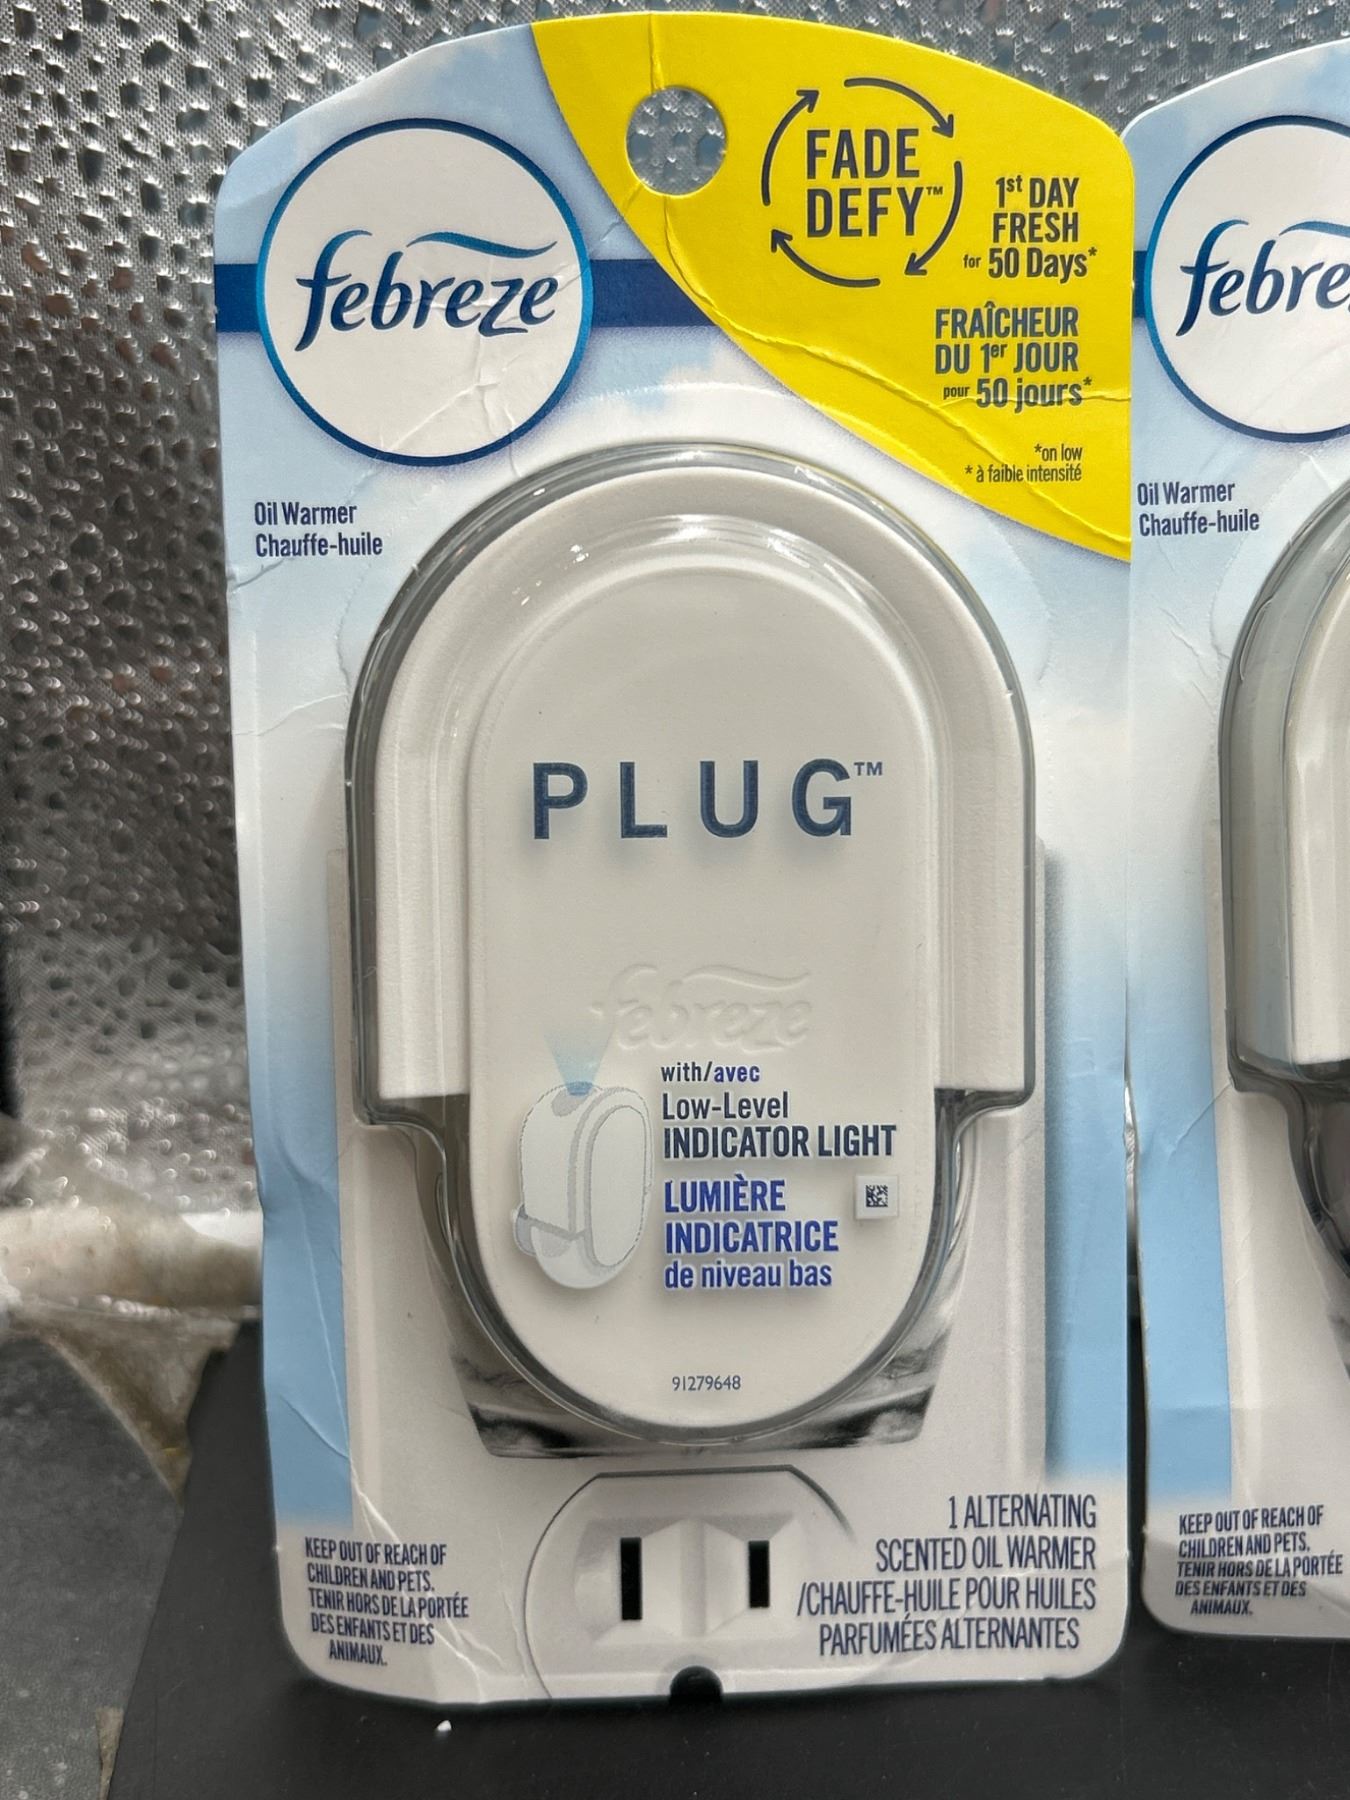 febreze
FADE
DEFY™
1st DAY
FRESH
for 50 Days*
FRAÎCHEUR
DU 1er JOUR
pour 50 jours*
*on low
* à faible intensité
Oil Warmer
Chauffe-huile
PLUG™
febreze
with/avec
Low-Level
INDICATOR LIGHT
LUMIÈRE
INDICATRICE
de niveau bas
91279648
KEEP OUT OF REACH OF
CHILDREN AND PETS.
TENIR HORS DE LA PORTÉE
DES ENFANTS ET DES
ANIMAUX.
1 ALTERNATING
SCENTED OIL WARMER
/CHAUFFE-HUILE POUR HUILES
PARFUMÉES ALTERNANTES
febre
Oil Warmer
Chauffe-huile
KEEP OUT OF REACH OF
CHILDREN AND PETS.
TENIR HORS DE LA PORTÉE
DES ENFANTS ET DES
ANIMAUX.